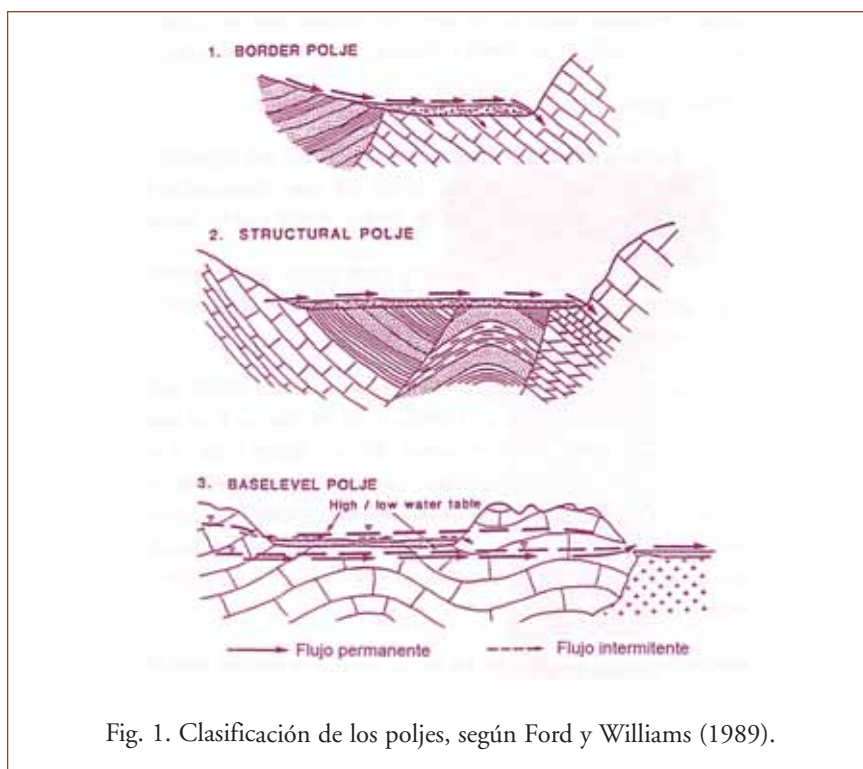 1. BORDER POLJE
2. STRUCTURAL POLJE
3. BASELEVEL POLJE
High / low water table
Flujo permanente
Flujo intermitente
Fig. 1. Clasificación de los poljes, según Ford y Williams (1989).